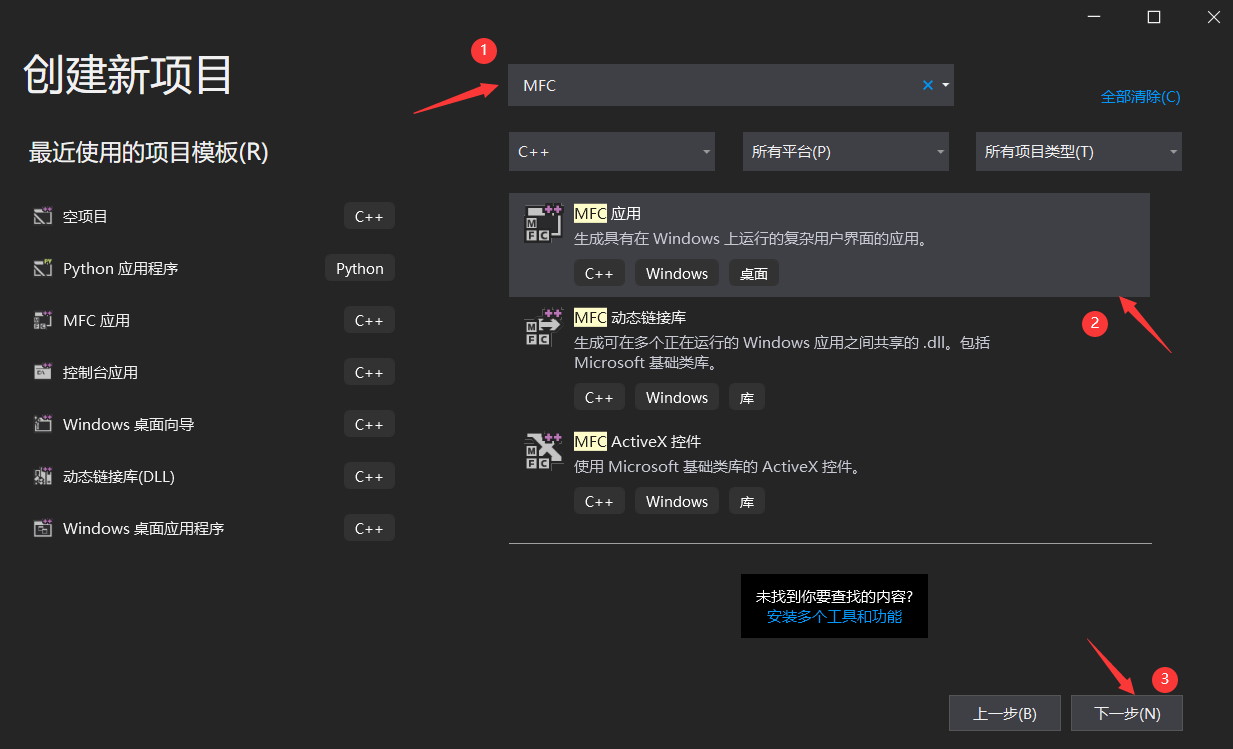 创建新项目
最近使用的项目模板(R)
空项目
C++
Python 应用程序
Python
MFC 应用
C++
控制台应用
C++
Windows 桌面向导
C++
动态链接库(DLL)
C++
Windows 桌面应用程序
C++
1
MFC
全部清除(C)
C++
所有平台(P)
所有项目类型(T)
MFC 应用
生成具有在 Windows 上运行的复杂用户界面的应用。
C++ Windows 桌面
2
MFC 动态链接库
生成可在多个正在运行的 Windows 应用之间共享的 .dll。包括
Microsoft 基础类库。
C++ Windows 库
MFC ActiveX 控件
使用 Microsoft 基础类库的 ActiveX 控件。
C++ Windows 库
未找到你要查找的内容?
安装多个工具和功能
3
上一步(B)
下一步(N)